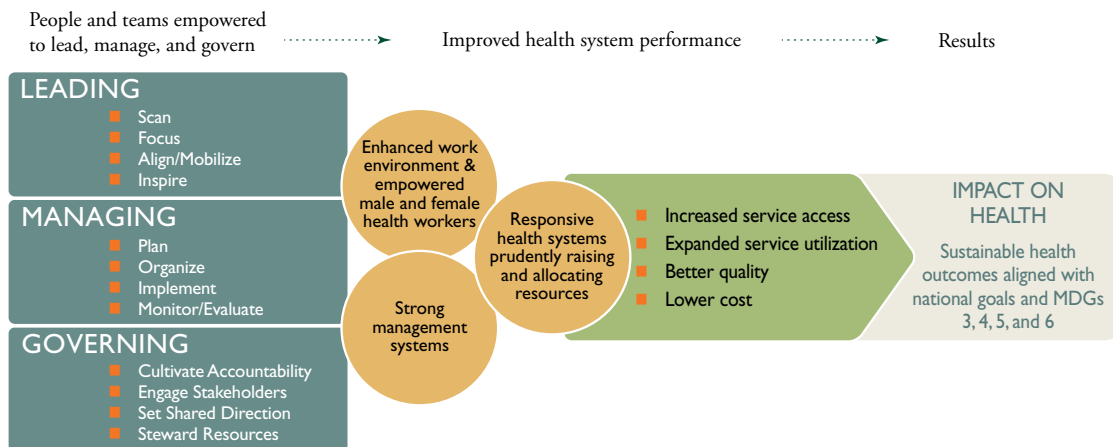 People and teams empowered
to lead, manage, and govern
Improved health system performance
Results
LEADING
Scan
Focus
Align/Mobilize
Inspire
MANAGING
Plan
Organize
Implement
Monitor/Evaluate
GOVERNING
Cultivate Accountability
Engage Stakeholders
Set Shared Direction
Steward Resources
Enhanced work
environment &
empowered
male and female
health workers
Strong
management
systems
Responsive
health systems
prudently raising
and allocating
resources
Increased service access
Expanded service utilization
Better quality
Lower cost
IMPACT ON
HEALTH
Sustainable health
outcomes aligned with
national goals and MDGs
3, 4, 5, and 6